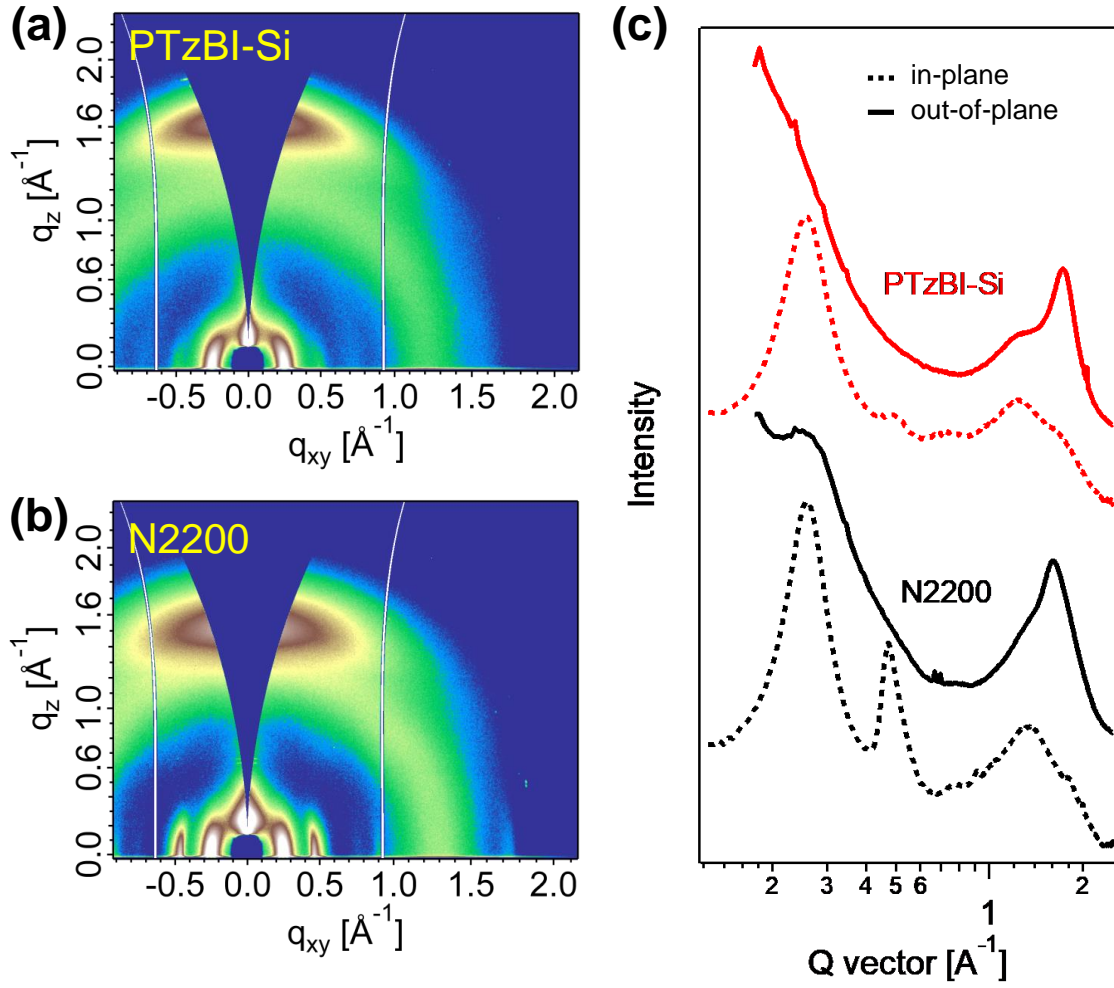 (a)
PTzBI-Si
2.0
1.6
1.0
0.6
0.0
q_z [Å⁻¹]
-0.5 0.0 0.5 1.0 1.5 2.0
q_xy [Å⁻¹]
(b)
N2200
2.0
1.6
1.0
0.6
0.0
q_z [Å⁻¹]
-0.5 0.0 0.5 1.0 1.5 2.0
q_xy [Å⁻¹]
(c)
in-plane
out-of-plane
PTzBI-Si
N2200
Intensity
2 3 4 5 6 2
1
Q vector [A⁻¹]